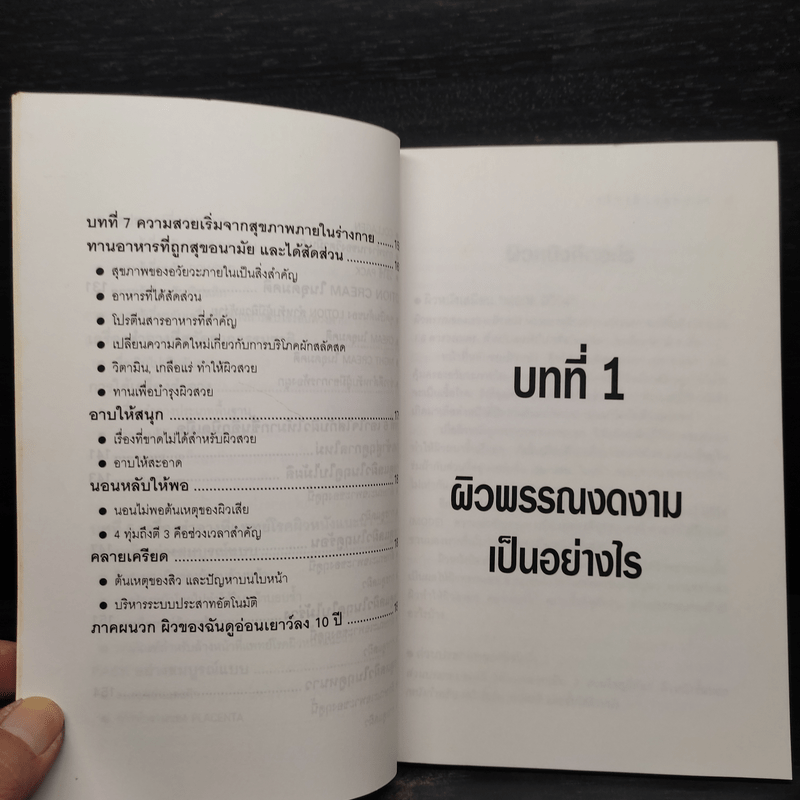 บทที่ 7 ความสวยเริ่มจากสุขภาพภายในร่างกาย
ทานอาหารที่ถูกสุขอนามัย และได้สัดส่วน
● สุขภาพของอวัยวะภายในเป็นสิ่งสำคัญ
● อาหารที่ได้สัดส่วน
● โปรตีนสารอาหารที่สำคัญ
● เปลี่ยนความคิดใหม่เกี่ยวกับการบริโภคผักสลัดสด
● วิตามิน, เกลือแร่ ทำให้ผิวสวย
● ทานเพื่อบำรุงผิวสวย
อาบให้สนุก
● เรื่องที่ขาดไม่ได้สำหรับผิวสวย
● อาบให้สะอาด
นอนหลับให้พอ
● นอนไม่พอต้นเหตุของผิวเสีย
● 4 ทุ่มถึงตี 3 คือช่วงเวลาสำคัญ
คลายเครียด
● ต้นเหตุของสิว และปัญหาบนใบหน้า
● บริหารระบบประสาทอัตโนมัติ
ภาคผนวก ผิวของฉันดูอ่อนเยาว์ลง 10 ปี
บทที่ 1
ผิวพรรณงดงาม
เป็นอย่างไร